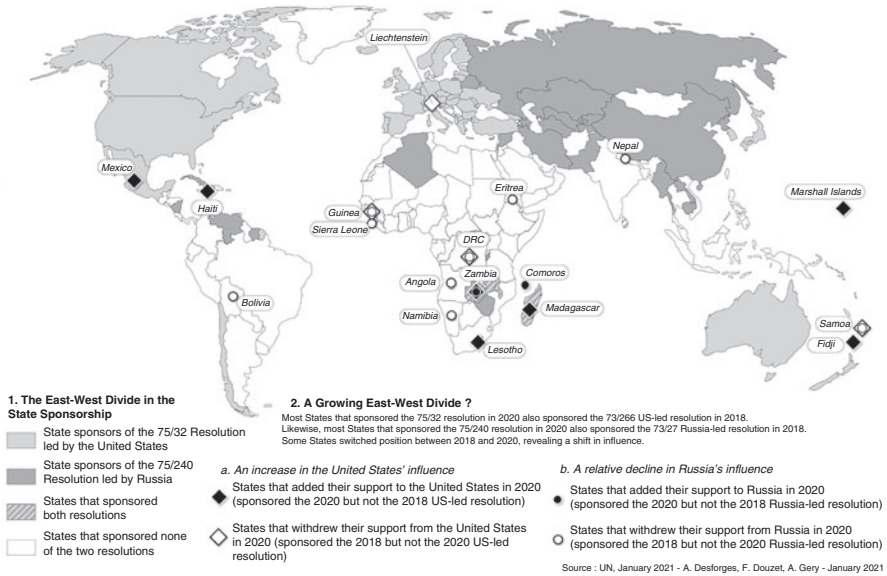 Liechtenstein
Nepal
Mexico
Marshall Islands
Eritrea
Haiti
Guinea
Sierra Leone
DRC
Zambia
Comoros
Angola
Bolivia
Madagascar
Namibia
Samoa
Fidji
Lesotho
1. The East-West Divide in the
State Sponsorship
State sponsors of the 75/32 Resolution
led by the United States
State sponsors of the 75/240
Resolution led by Russia
States that sponsored
both resolutions
States that sponsored none
of the two resolutions
2. A Growing East-West Divide ?
Most States that sponsored the 75/32 resolution in 2020 also sponsored the 73/266 US-led resolution in 2018.
Likewise, most States that sponsored the 75/240 resolution in 2020 also sponsored the 73/27 Russia-led resolution in 2018.
Some States switched position between 2018 and 2020, revealing a shift in influence.
a. An increase in the United States' influence
States that added their support to the United States in 2020
(sponsored the 2020 but not the 2018 US-led resolution)
States that withdrew their support from the United States
in 2020 (sponsored the 2018 but not the 2020 US-led
resolution)
b. A relative decline in Russia's influence
States that added their support to Russia in 2020
(sponsored the 2020 but not the 2018 Russia-led resolution)
States that withdrew their support from Russia in 2020
(sponsored the 2018 but not the 2020 Russia-led resolution)
Source : UN, January 2021 - A. Desforges, F. Douzet, A. Gery - January 2021